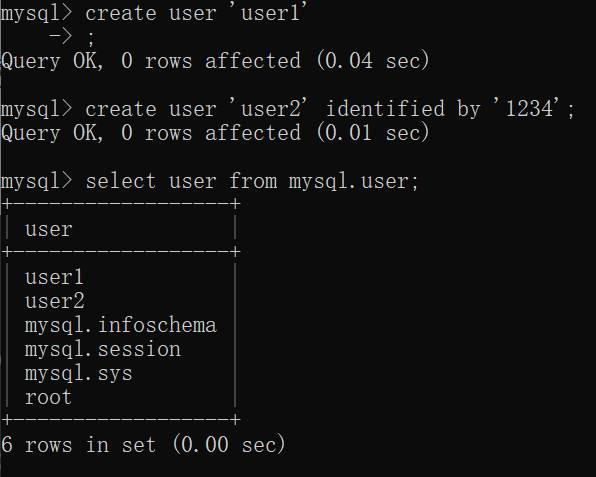 mysql> create user 'user1'
    -> ;
Query OK, 0 rows affected (0.04 sec)
mysql> create user 'user2' identified by '1234';
Query OK, 0 rows affected (0.01 sec)
mysql> select user from mysql.user;
+------------------+
| user             |
+------------------+
| user1            |
| user2            |
| mysql.infoschema |
| mysql.session    |
| mysql.sys        |
| root             |
+------------------+
6 rows in set (0.00 sec)